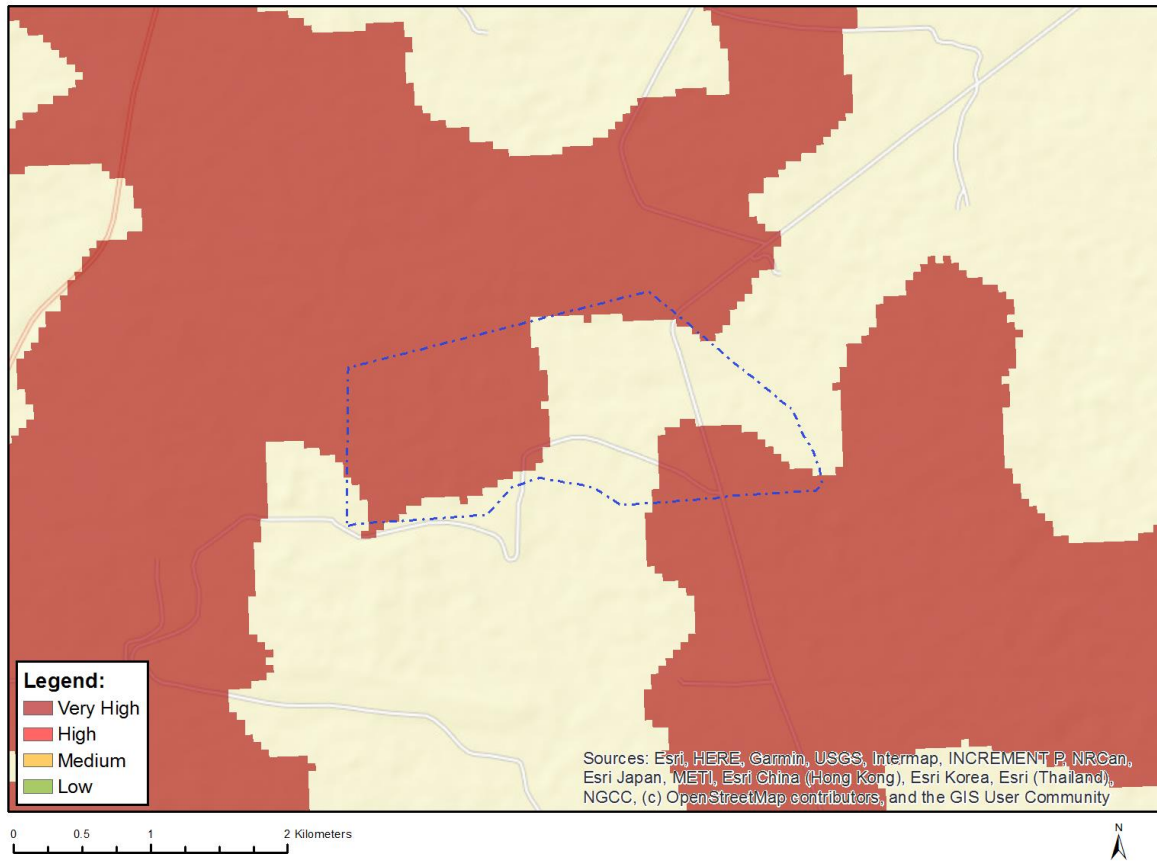 Legend:
Very High
High
Medium
Low
Sources: Esri, HERE, Garmin, USGS, Intermap, INCREMENT P, NRCan,
Esri Japan, METI, Esri China (Hong Kong), Esri Korea, Esri (Thailand),
NGCC, (c) OpenStreetMap contributors, and the GIS User Community
0 0.5 1 2 Kilometers
N